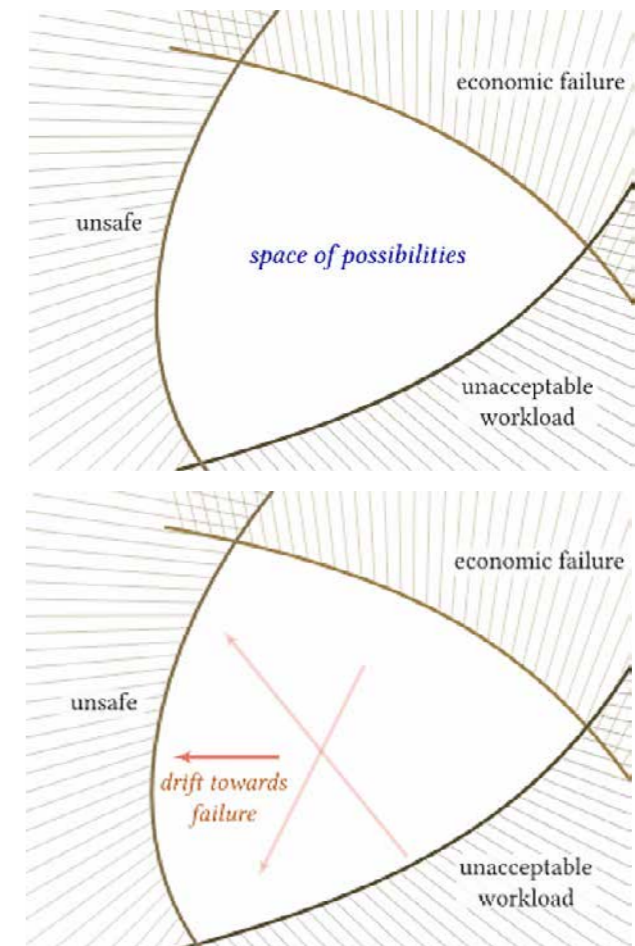 economic failure
unsafe
space of possibilities
unacceptable
workload
economic failure
unsafe
drift towards
failure
unacceptable
workload